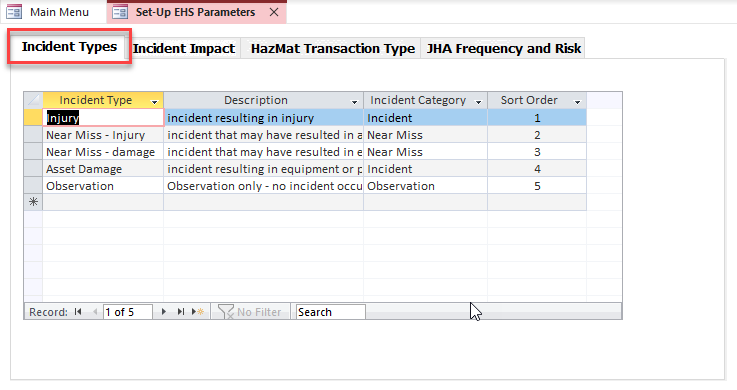 Main Menu Set-Up EHS Parameters
Incident Types Incident Impact HazMat Transaction Type JHA Frequency and Risk
Incident Type Description Incident Category Sort Order
Injury incident resulting in injury Incident 1
Near Miss - Injury incident that may have resulted in a Near Miss 2
Near Miss - damage incident that may have resulted in e Near Miss 3
Asset Damage incident resulting in equipment or p Incident 4
Observation Observation only - no incident occu Observation 5
Record: 1 of 5 No Filter Search